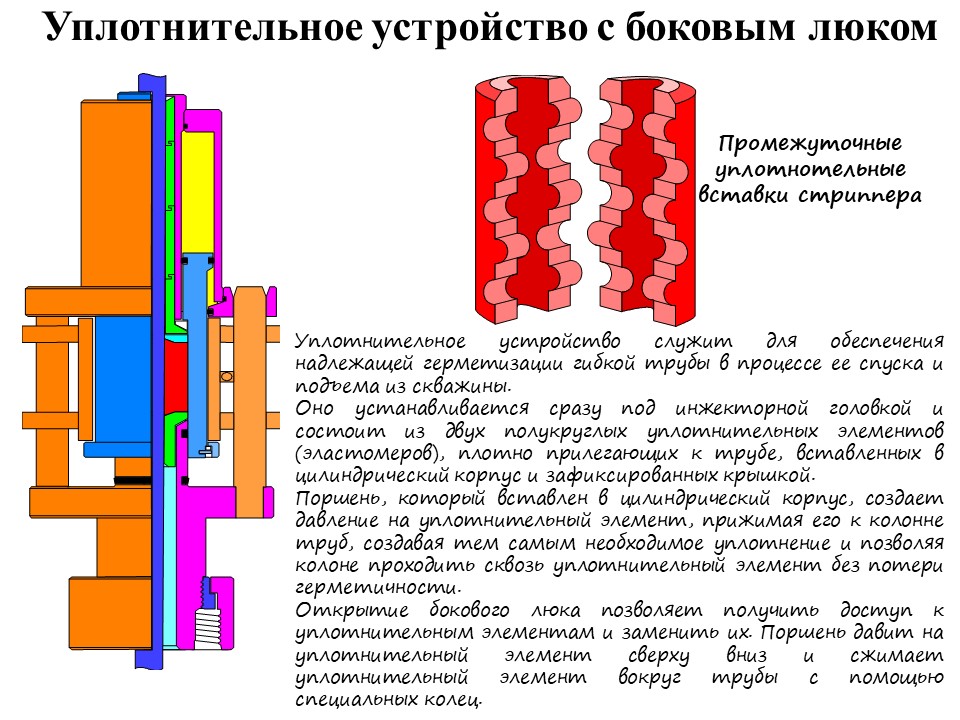 Уплотнительное устройство с боковым люком
Промежуточные
уплотнотельные
вставки стриппера
Уплотнительное устройство служит для обеспечения
надлежащей герметизации гибкой трубы в процессе ее спуска и
подъема из скважины.
Оно устанавливается сразу под инжекторной головкой и
состоит из двух полукруглых уплотнительных элементов
(эластомеров), плотно прилегающих к трубе, вставленных в
цилиндрический корпус и зафиксированных крышкой.
Поршень, который вставлен в цилиндрический корпус, создает
давление на уплотнительный элемент, прижимая его к колонне
труб, создавая тем самым необходимое уплотнение и позволяя
колоне проходить сквозь уплотнительный элемент без потери
герметичности.
Открытие бокового люка позволяет получить доступ к
уплотнительным элементам и заменить их. Поршень давит на
уплотнительный элемент сверху вниз и сжимает
уплотнительный элемент вокруг трубы с помощью
специальных колец.